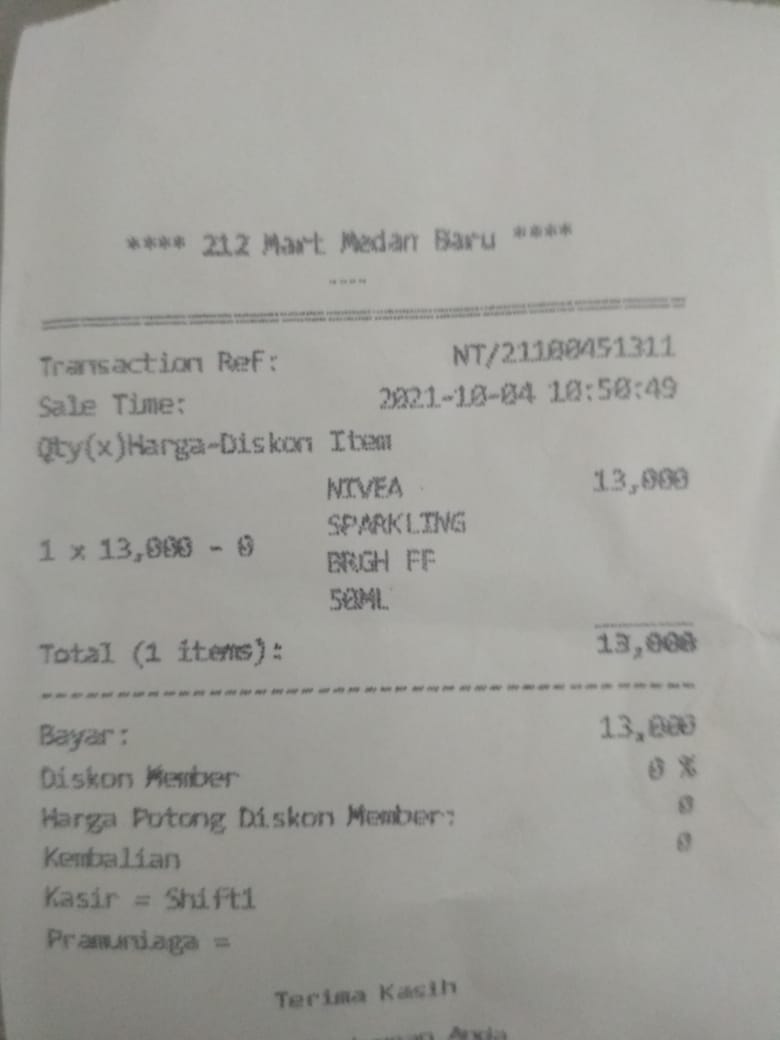 **** 212 Mart Medan Baru ****
----
Transaction Ref: NT/21100451311
Sale Time: 2021-10-04 10:50:49
Qty(x)Harga-Diskon Item
NIVEA 13,000
SPARKLING
1 x 13,000 - 0
BRGH FF
50ML
Total (1 items): 13,000
Bayar: 13,000
Diskon Member 0 %
Harga Potong Diskon Member: 0
Kembalian 0
Kasir = Shift1
Pramuniaga =
Terima Kasih
Anda